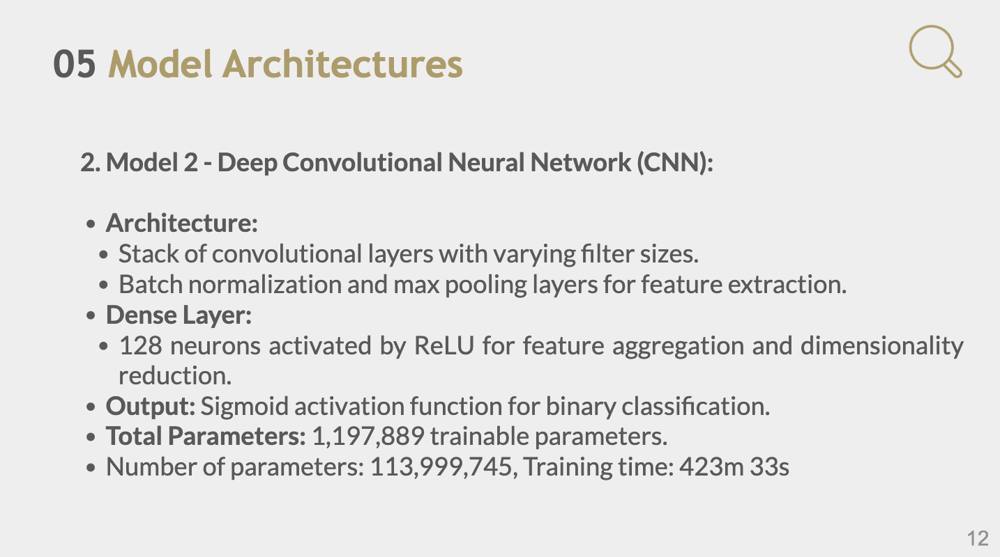 05 Model Architectures
2. Model 2 - Deep Convolutional Neural Network (CNN):
• Architecture:
• Stack of convolutional layers with varying filter sizes.
• Batch normalization and max pooling layers for feature extraction.
• Dense Layer:
• 128 neurons activated by ReLU for feature aggregation and dimensionality
reduction.
• Output: Sigmoid activation function for binary classification.
• Total Parameters: 1,197,889 trainable parameters.
• Number of parameters: 113,999,745, Training time: 423m 33s
12